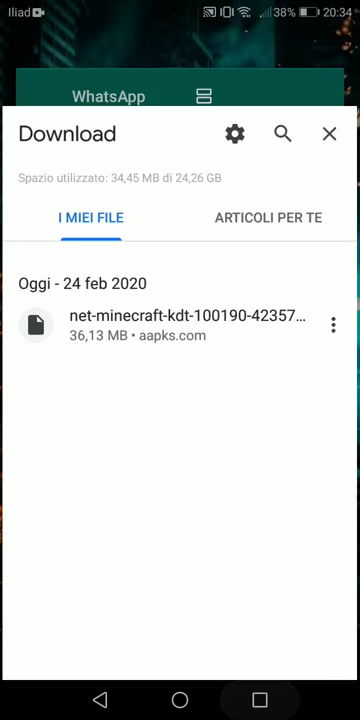 Iliad
38%
20:34
WhatsApp
Download
Spazio utilizzato: 34,45 MB di 24,26 GB
I MIEI FILE
ARTICOLI PER TE
Oggi - 24 feb 2020
net-minecraft-kdt-100190-42357...
36,13 MB • aapks.com